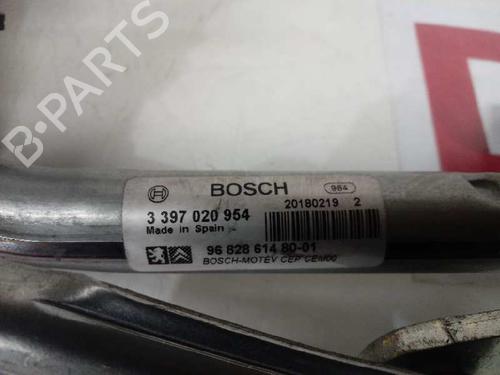 B-PARTS
BOSCH
984
3 397 020 954
20180219 2
Made in Spain
96 828 614 80-01
BOSCH-MOTEV CEP CEM00